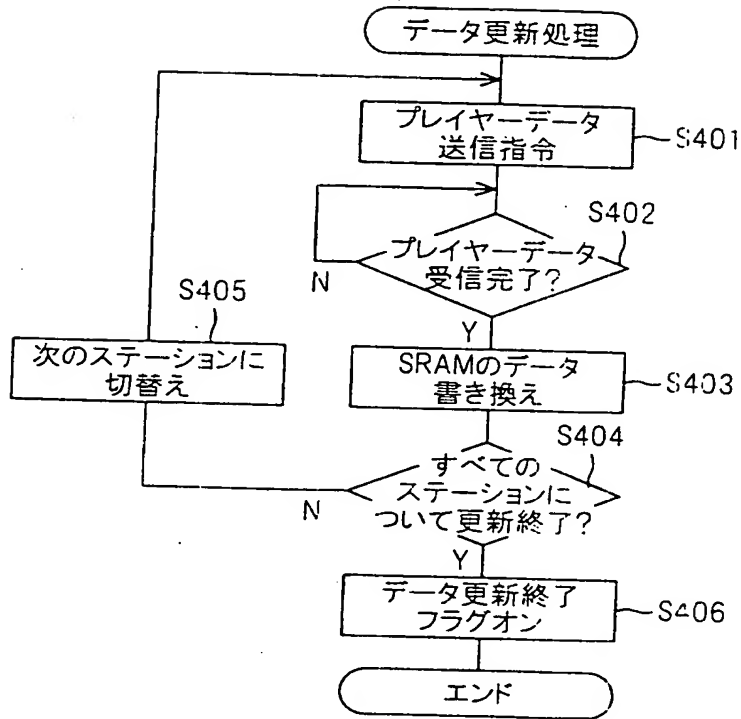 データ更新処理
プレイヤーデータ
送信指令
S401
S402
プレイヤーデータ
受信完了?
N
Y
S405
次のステーションに
切替え
SRAMのデータ
書き換え
S403
S404
すべての
ステーションに
ついて更新終了?
N
Y
データ更新終了
フラグオン
S406
エンド